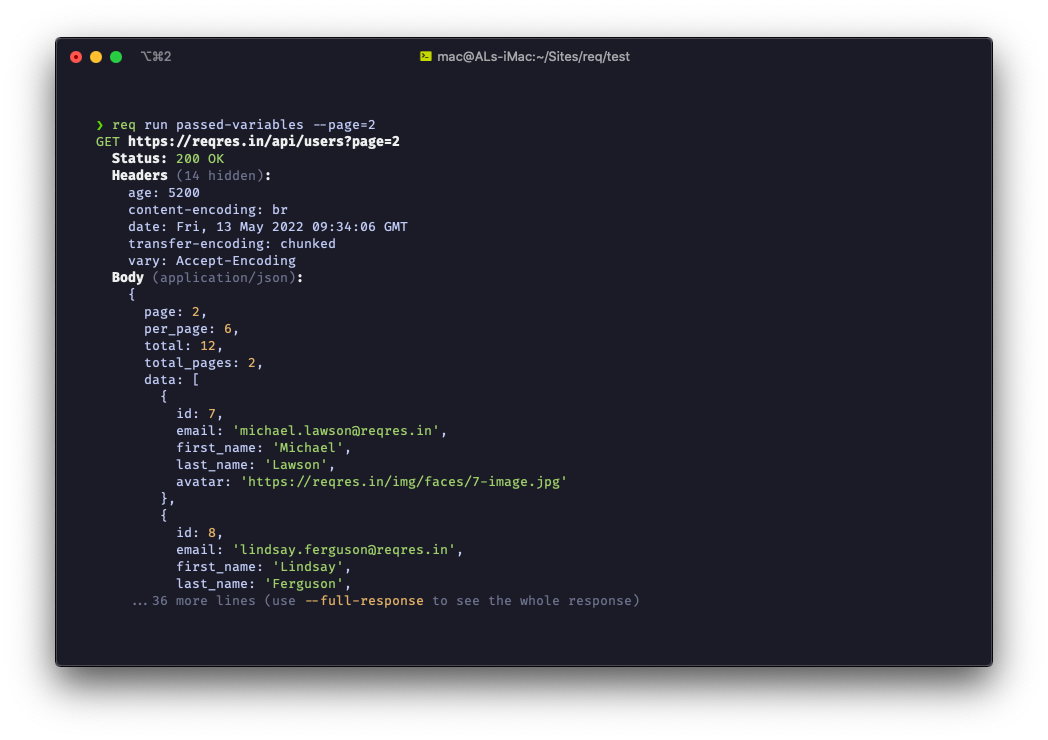 ⌥⌘2 mac@ALs-iMac:~/Sites/req/test
❯ req run passed-variables --page=2
GET https://reqres.in/api/users?page=2
Status: 200 OK
Headers (14 hidden):
age: 5200
content-encoding: br
date: Fri, 13 May 2022 09:34:06 GMT
transfer-encoding: chunked
vary: Accept-Encoding
Body (application/json):
{
page: 2,
per_page: 6,
total: 12,
total_pages: 2,
data: [
{
id: 7,
email: 'michael.lawson@reqres.in',
first_name: 'Michael',
last_name: 'Lawson',
avatar: 'https://reqres.in/img/faces/7-image.jpg'
},
{
id: 8,
email: 'lindsay.ferguson@reqres.in',
first_name: 'Lindsay',
last_name: 'Ferguson',
...36 more lines (use --full-response to see the whole response)